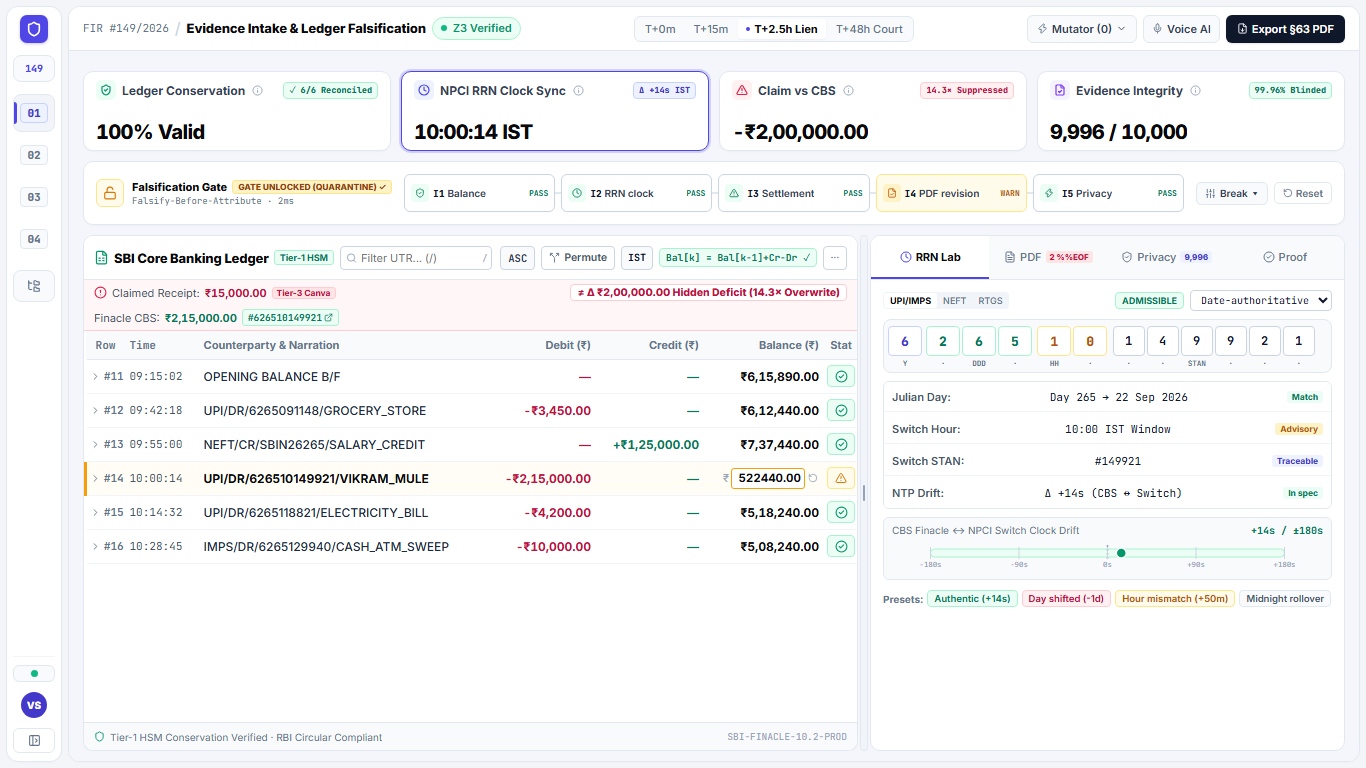 FIR #149/2026 / Evidence Intake & Ledger Falsification Z3 Verified
T+0m T+15m T+2.5h Lien T+48h Court
Mutator (0) Voice AI Export §63 PDF
149
01
02
03
04
VS
Ledger Conservation ✓ 6/6 Reconciled
100% Valid
NPCI RRN Clock Sync Δ +14s IST
10:00:14 IST
Claim vs CBS 14.3× Suppressed
-₹2,00,000.00
Evidence Integrity 99.96% Blinded
9,996 / 10,000
Falsification Gate GATE UNLOCKED (QUARANTINE) ✓
Falsify-Before-Attribute · 2ms
I1 Balance PASS
I2 RRN clock PASS
I3 Settlement PASS
I4 PDF revision WARN
I5 Privacy PASS
Break ▾ Reset
SBI Core Banking Ledger Tier-1 HSM Filter UTR... (/) / ASC Permute IST Bal[k] = Bal[k-1]+Cr-Dr ✓ ...
Claimed Receipt: ₹15,000.00 Tier-3 Canva ≠ Δ ₹2,00,000.00 Hidden Deficit (14.3× Overwrite)
Finacle CBS: ₹2,15,000.00 #626510149921
Row Time Counterparty & Narration Debit (₹) Credit (₹) Balance (₹) Stat
#11 09:15:02 OPENING BALANCE B/F — — ₹6,15,890.00
#12 09:42:18 UPI/DR/6265091148/GROCERY_STORE -₹3,450.00 — ₹6,12,440.00
#13 09:55:00 NEFT/CR/SBIN26265/SALARY_CREDIT — +₹1,25,000.00 ₹7,37,440.00
#14 10:00:14 UPI/DR/626510149921/VIKRAM_MULE -₹2,15,000.00 — ₹ 522440.00
#15 10:14:32 UPI/DR/6265118821/ELECTRICITY_BILL -₹4,200.00 — ₹5,18,240.00
#16 10:28:45 IMPS/DR/6265129940/CASH_ATM_SWEEP -₹10,000.00 — ₹5,08,240.00
Tier-1 HSM Conservation Verified · RBI Circular Compliant SBI-FINACLE-10.2-PROD
RRN Lab PDF 2 %%EOF Privacy 9,996 Proof
UPI/IMPS NEFT RTGS ADMISSIBLE Date-authoritative
6 2 6 5 1 0 1 4 9 9 2 1
Y · DDD · HH · · · STAN · · ·
Julian Day: Day 265 → 22 Sep 2026 Match
Switch Hour: 10:00 IST Window Advisory
Switch STAN: #149921 Traceable
NTP Drift: Δ +14s (CBS ↔ Switch) In spec
CBS Finacle ↔ NPCI Switch Clock Drift +14s / ±180s
-180s -90s 0s +90s +180s
Presets: Authentic (+14s) Day shifted (-1d) Hour mismatch (+50m) Midnight rollover